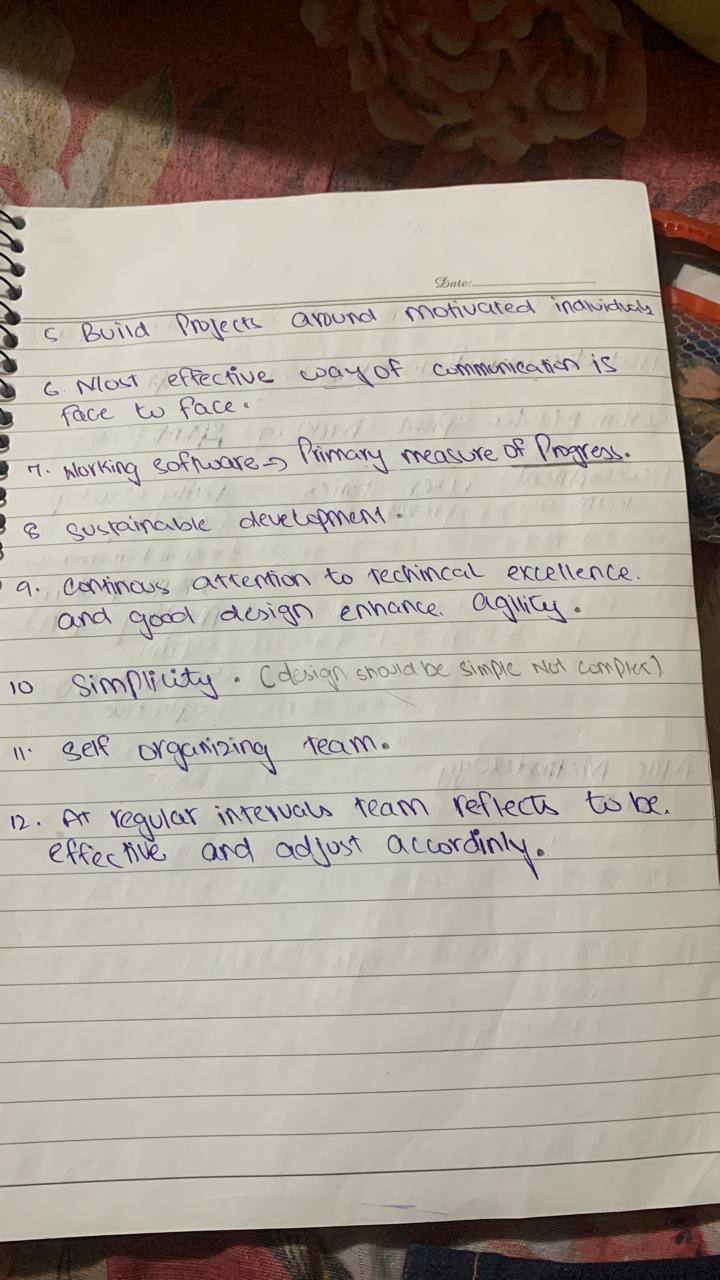 Date:
5 Build Projects around motivated individuals
6. Most effective way of communication is
face to face.
7. Working software → Primary measure of Progress.
8 Sustainable development.
9. Continous attention to techincal excellence.
and good design enhance. agility.
10 Simplicity. (design should be simple Not complex)
11. Self organizing team.
12. At regular intervals team reflects to be.
effective and adjust accordinly.